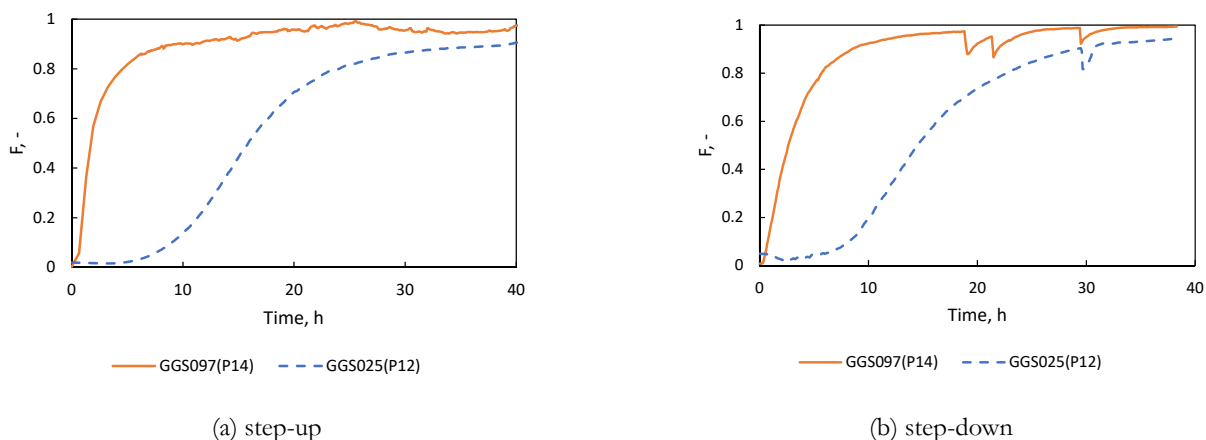 1
0.8
0.6
0.4
0.2
0
F, -
0 10 20 30 40
Time, h
GGS097(P14) GGS025(P12)
(a) step-up
1
0.8
0.6
0.4
0.2
0
F, -
0 10 20 30 40
Time, h
GGS097(P14) GGS025(P12)
(b) step-down